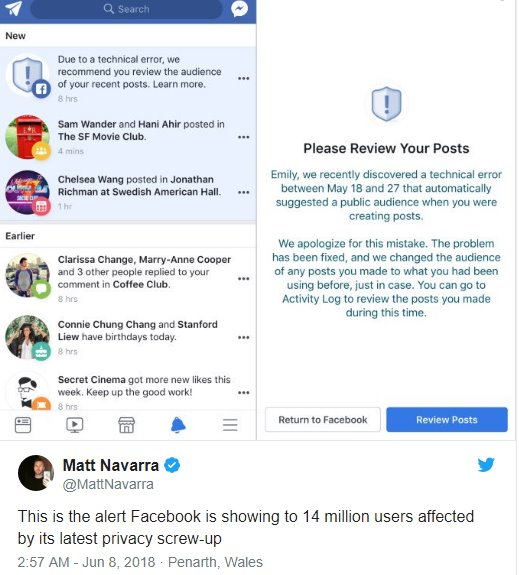 Search
New
Due to a technical error, we
recommend you review the audience
of your recent posts. Learn more.
8 hrs
Sam Wander and Hani Ahir posted in
The SF Movie Club.
4 mins
Chelsea Wang posted in Jonathan
Richman at Swedish American Hall.
1 hr
Earlier
Clarissa Change, Marry-Anne Cooper
and 3 other people replied to your
comment in Coffee Club.
8 hrs
Connie Chung Chang and Stanford
Liew have birthdays today.
8 hrs
Secret Cinema got more new likes this
week. Keep up the good work!
8 hrs
Please Review Your Posts
Emily, we recently discovered a technical error
between May 18 and 27 that automatically
suggested a public audience when you were
creating posts.
We apologize for this mistake. The problem
has been fixed, and we changed the audience
of any posts you made to what you had been
using before, just in case. You can go to
Activity Log to review the posts you made
during this time.
Return to Facebook
Review Posts
Matt Navarra
@MattNavarra
This is the alert Facebook is showing to 14 million users affected
by its latest privacy screw-up
2:57 AM - Jun 8, 2018 · Penarth, Wales